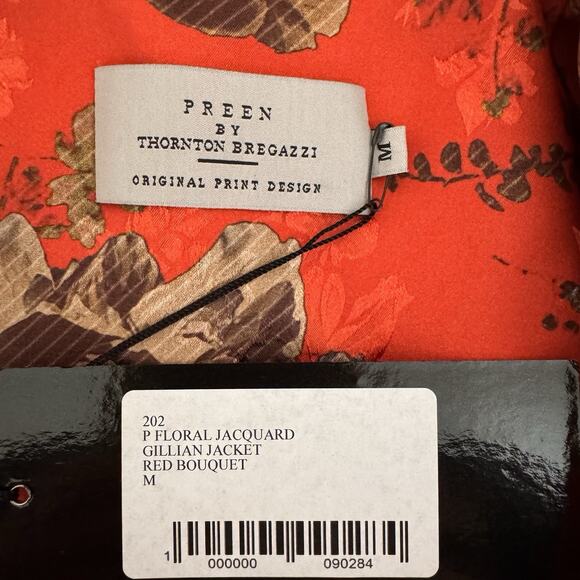 PREEN
BY
THORNTON BREGAZZI
ORIGINAL PRINT DESIGN
M
202
P FLORAL JACQUARD
GILLIAN JACKET
RED BOUQUET
M
1 000000 090284